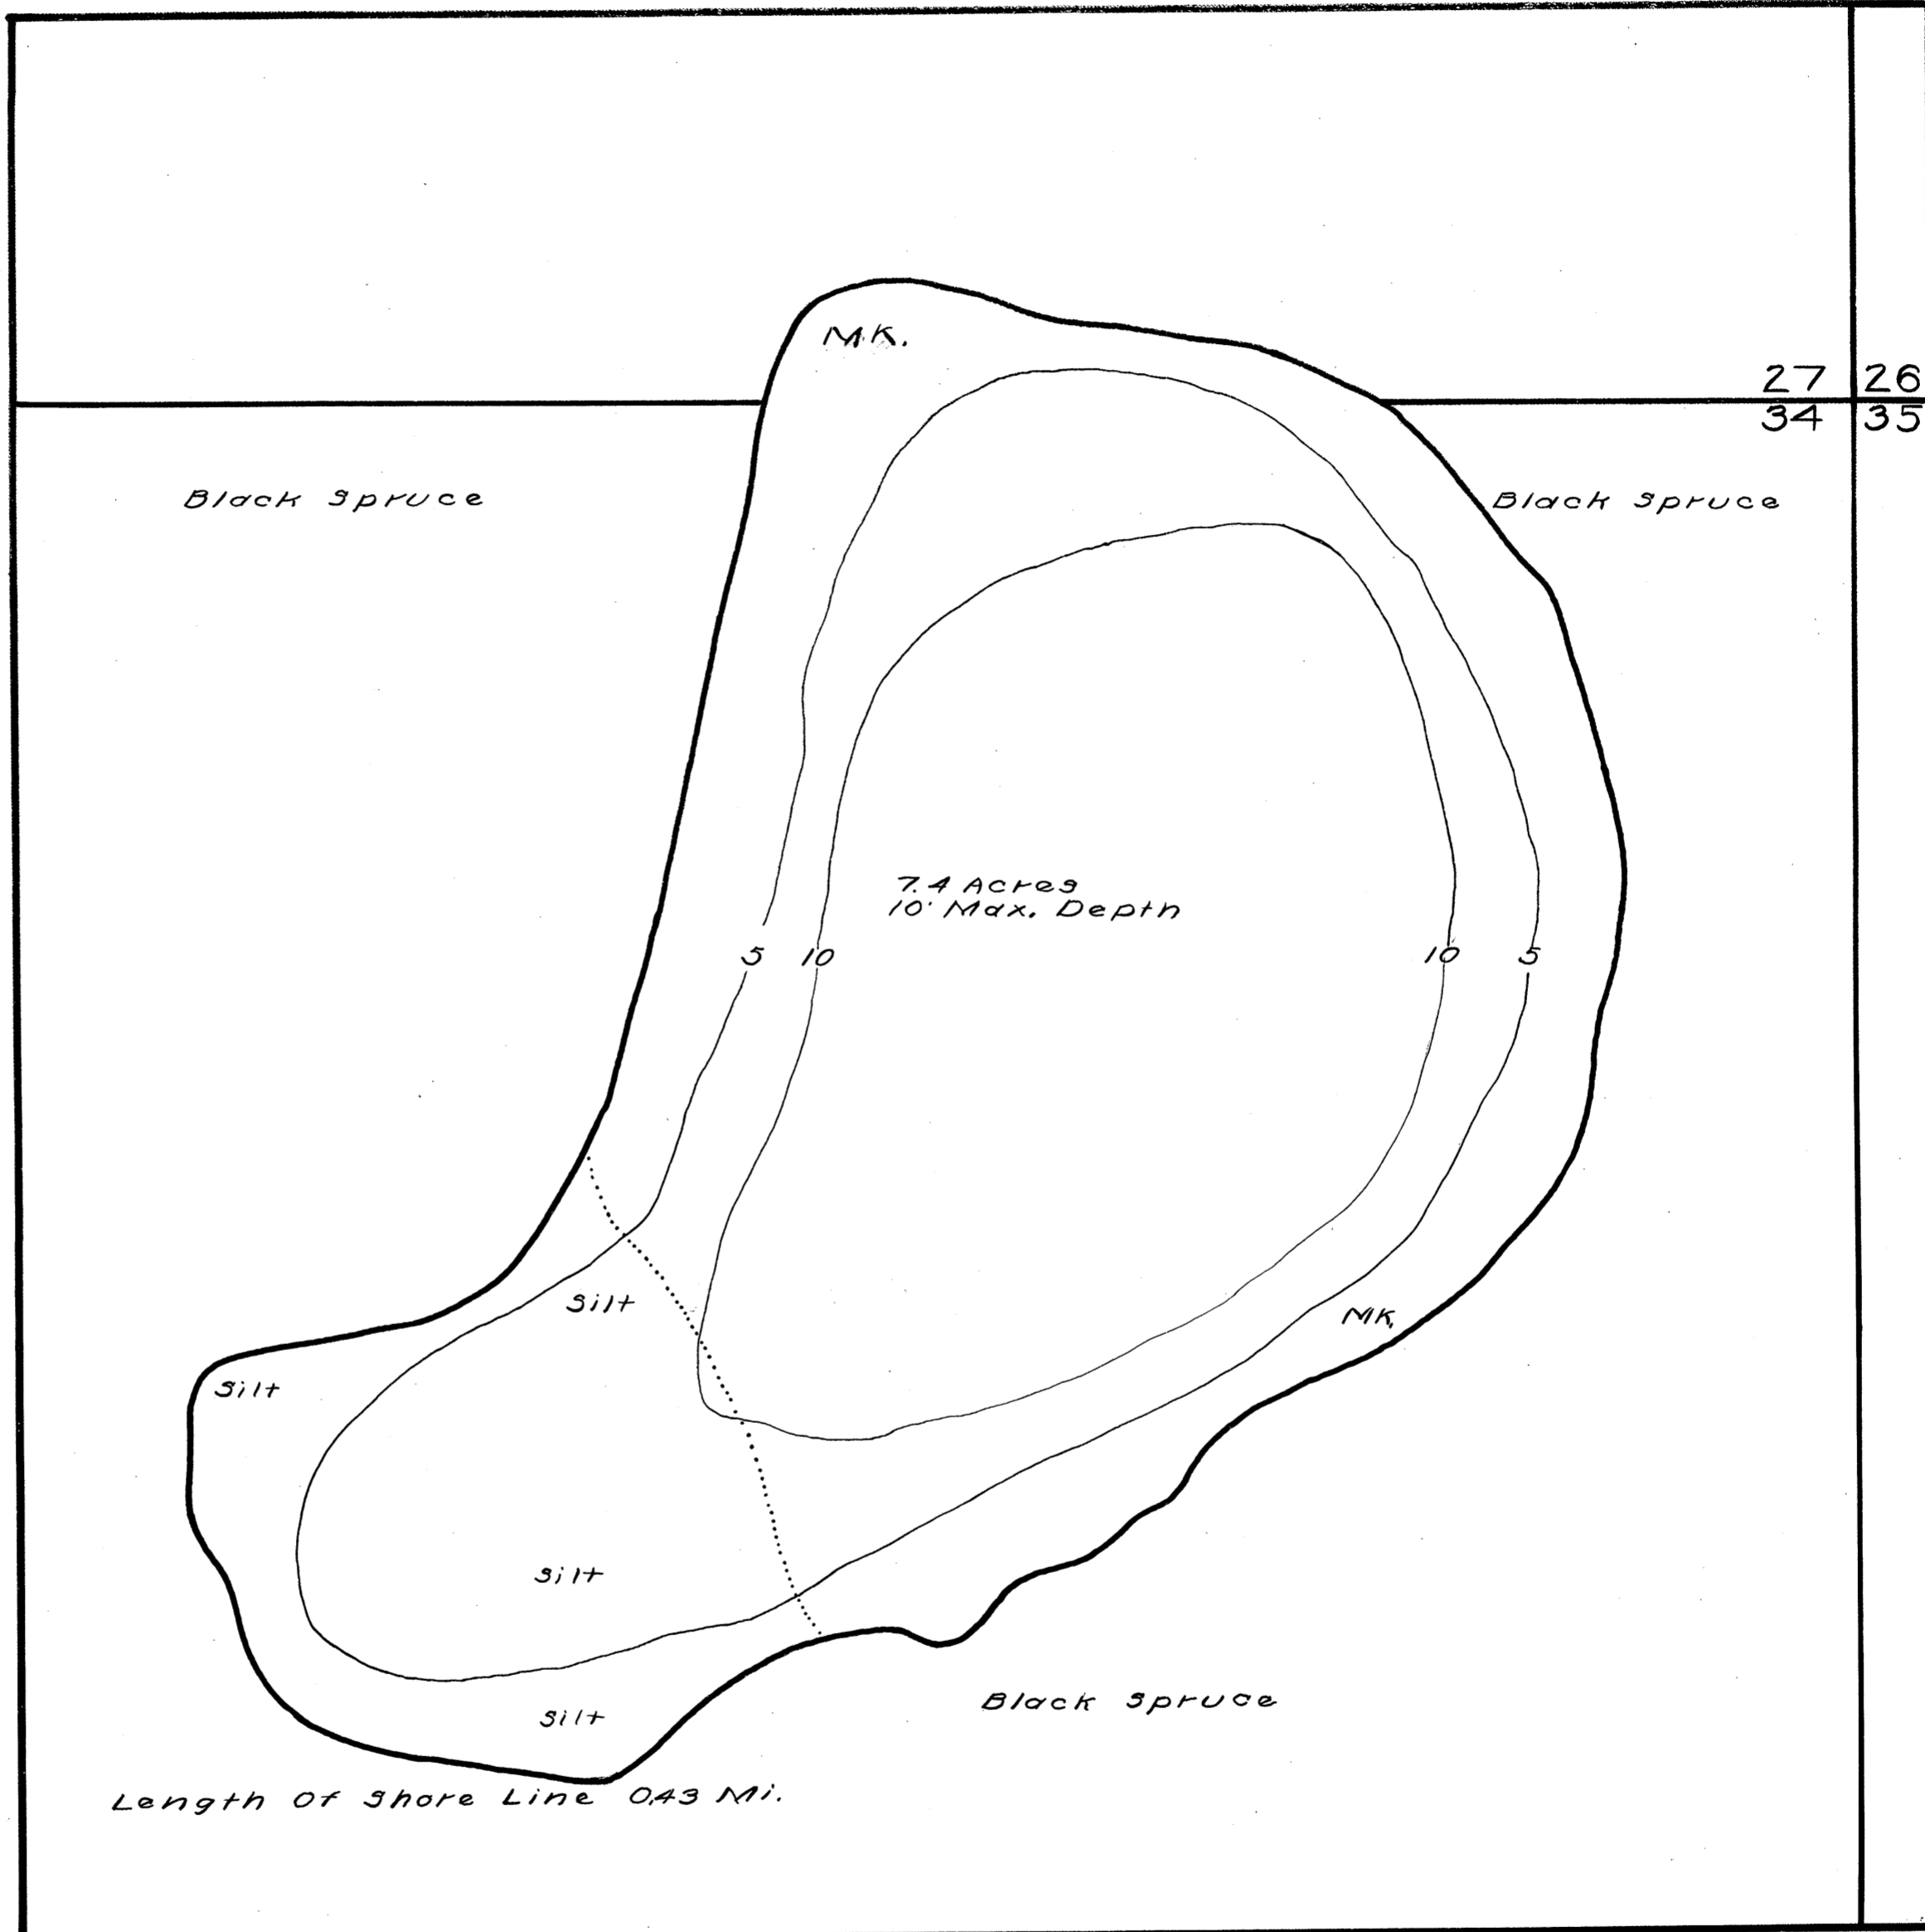 M.K.
27 26
34 35
Black Spruce
Black Spruce
7.4 Acres
10' Max. Depth
5 10
10 5
Silt
MK.
Silt
Silt
Black Spruce
Silt
Length Of Shore Line 0.43 Mi.